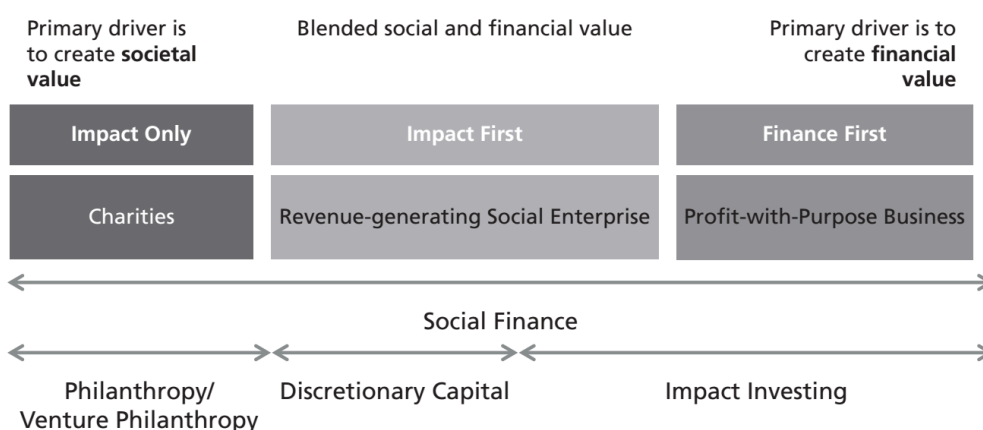 Primary driver is
to create societal
value
Blended social and financial value
Primary driver is to
create financial
value
Impact Only
Impact First
Finance First
Charities
Revenue-generating Social Enterprise
Profit-with-Purpose Business
Social Finance
Philanthropy/
Venture Philanthropy
Discretionary Capital
Impact Investing